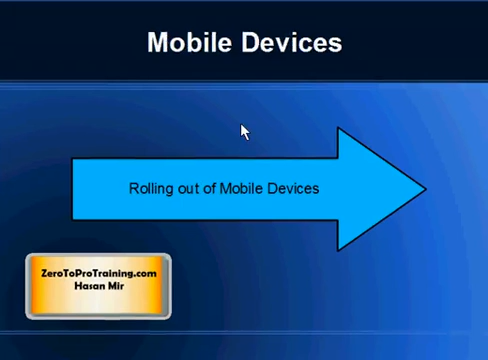 Mobile Devices
Rolling out of Mobile Devices
ZeroToProTraining.com
Hasan Mir